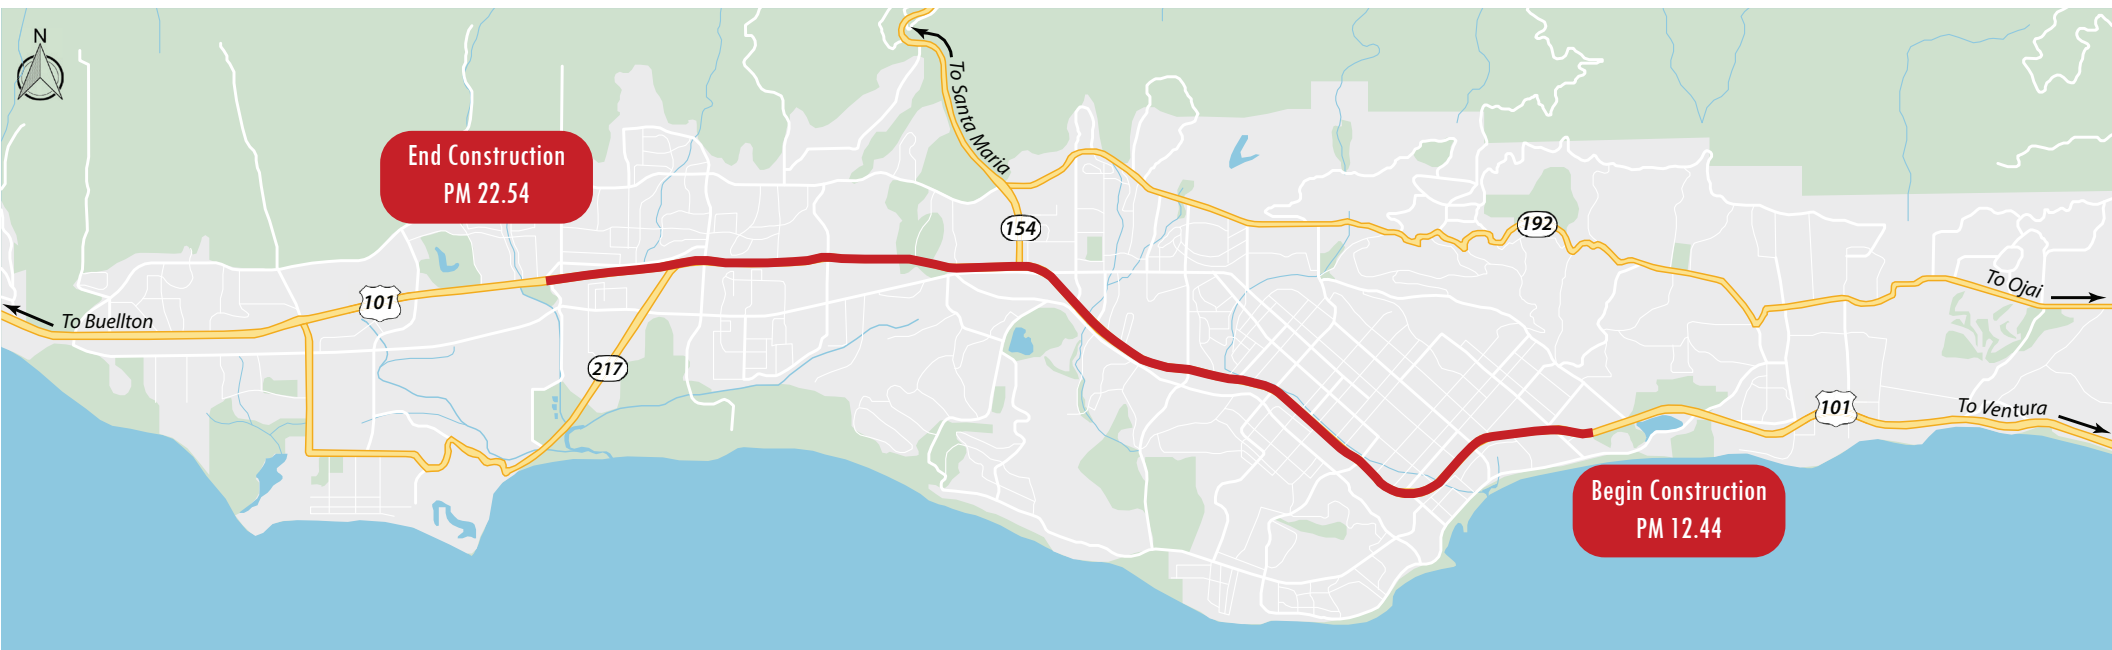 N
To Santa Maria
End Construction
PM 22.54
154
192
To Ojai
101
To Buellton
217
101
To Ventura
Begin Construction
PM 12.44